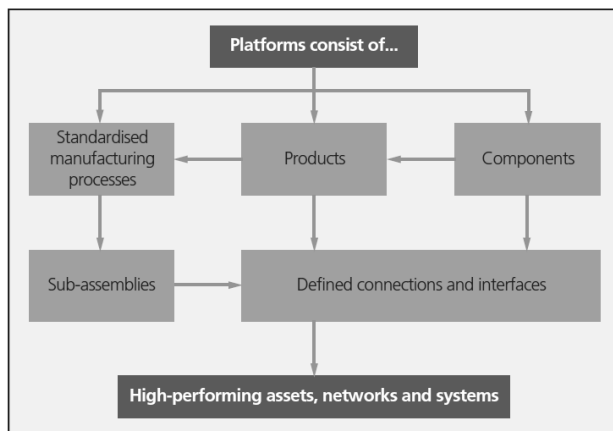 Platforms consist of...
Standardised
manufacturing
processes
Products
Components
Sub-assemblies
Defined connections and interfaces
High-performing assets, networks and systems